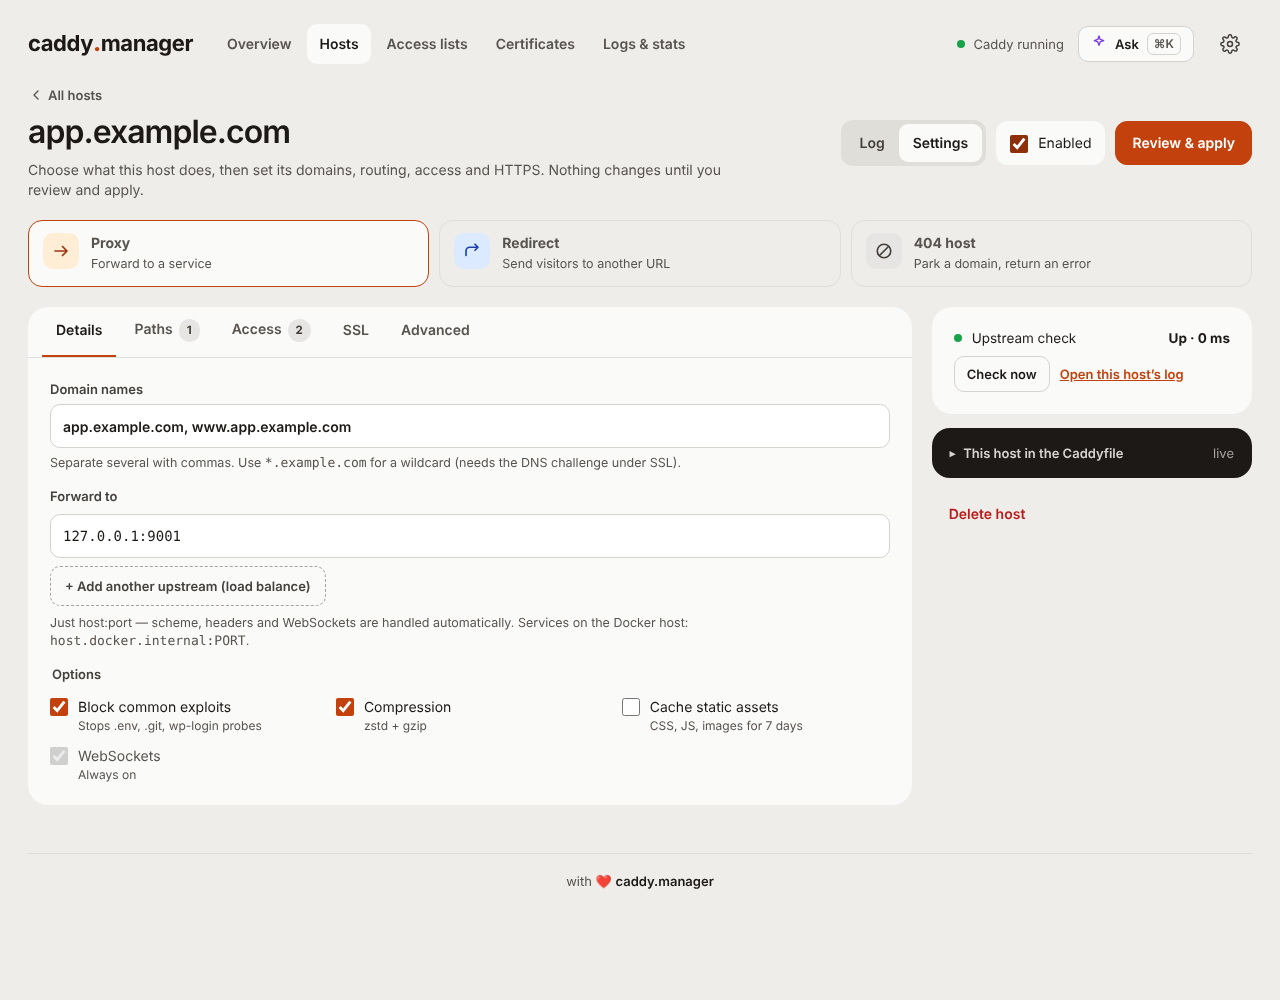 caddy.manager
Overview
Hosts
Access lists
Certificates
Logs & stats
Caddy running
Ask ⌘K
All hosts
app.example.com
Choose what this host does, then set its domains, routing, access and HTTPS. Nothing changes until you
review and apply.
Log
Settings
Enabled
Review & apply
Proxy
Forward to a service
Redirect
Send visitors to another URL
404 host
Park a domain, return an error
Details
Paths 1
Access 2
SSL
Advanced
Domain names
app.example.com, www.app.example.com
Separate several with commas. Use *.example.com for a wildcard (needs the DNS challenge under SSL).
Forward to
127.0.0.1:9001
+ Add another upstream (load balance)
Just host:port — scheme, headers and WebSockets are handled automatically. Services on the Docker host:
host.docker.internal:PORT.
Options
Block common exploits
Stops .env, .git, wp-login probes
Compression
zstd + gzip
Cache static assets
CSS, JS, images for 7 days
WebSockets
Always on
Upstream check
Up · 0 ms
Check now
Open this host’s log
▸ This host in the Caddyfile
live
Delete host
with ❤️ caddy.manager